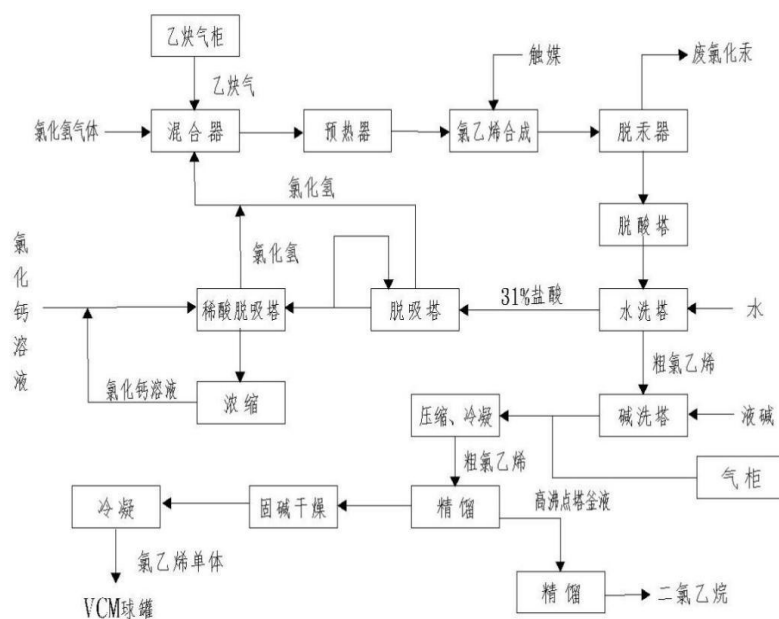 乙炔气柜
乙炔气
触媒
废氯化汞
氯化氢气体
混合器
预热器
氯乙烯合成
脱汞器
氯化氢
脱酸塔
氯化钙溶液
氯化氢
稀酸脱吸塔
脱吸塔
31%盐酸
水洗塔
水
粗氯乙烯
氯化钙溶液
浓缩
压缩、冷凝
碱洗塔
液碱
粗氯乙烯
气柜
冷凝
固碱干燥
精馏
高沸点塔釜液
氯乙烯单体
VCM球罐
精馏
二氯乙烷